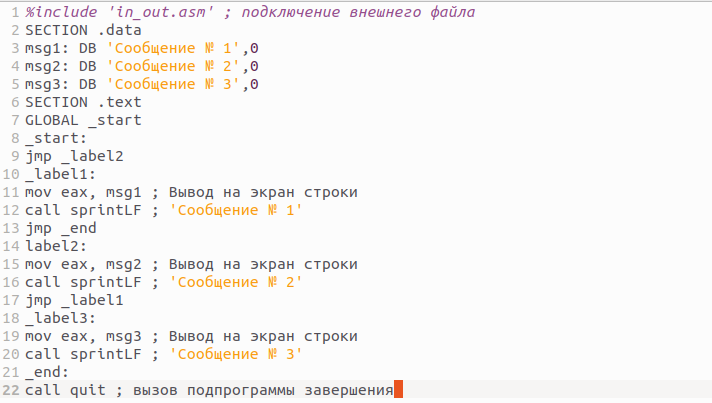 1 %include 'in_out.asm' ; подключение внешнего файла
2 SECTION .data
3 msg1: DB 'Сообщение № 1',0
4 msg2: DB 'Сообщение № 2',0
5 msg3: DB 'Сообщение № 3',0
6 SECTION .text
7 GLOBAL _start
8 _start:
9 jmp _label2
10 _label1:
11 mov eax, msg1 ; Вывод на экран строки
12 call sprintLF ; 'Сообщение № 1'
13 jmp _end
14 label2:
15 mov eax, msg2 ; Вывод на экран строки
16 call sprintLF ; 'Сообщение № 2'
17 jmp _label1
18 _label3:
19 mov eax, msg3 ; Вывод на экран строки
20 call sprintLF ; 'Сообщение № 3'
21 _end:
22 call quit ; вызов подпрограммы завершения